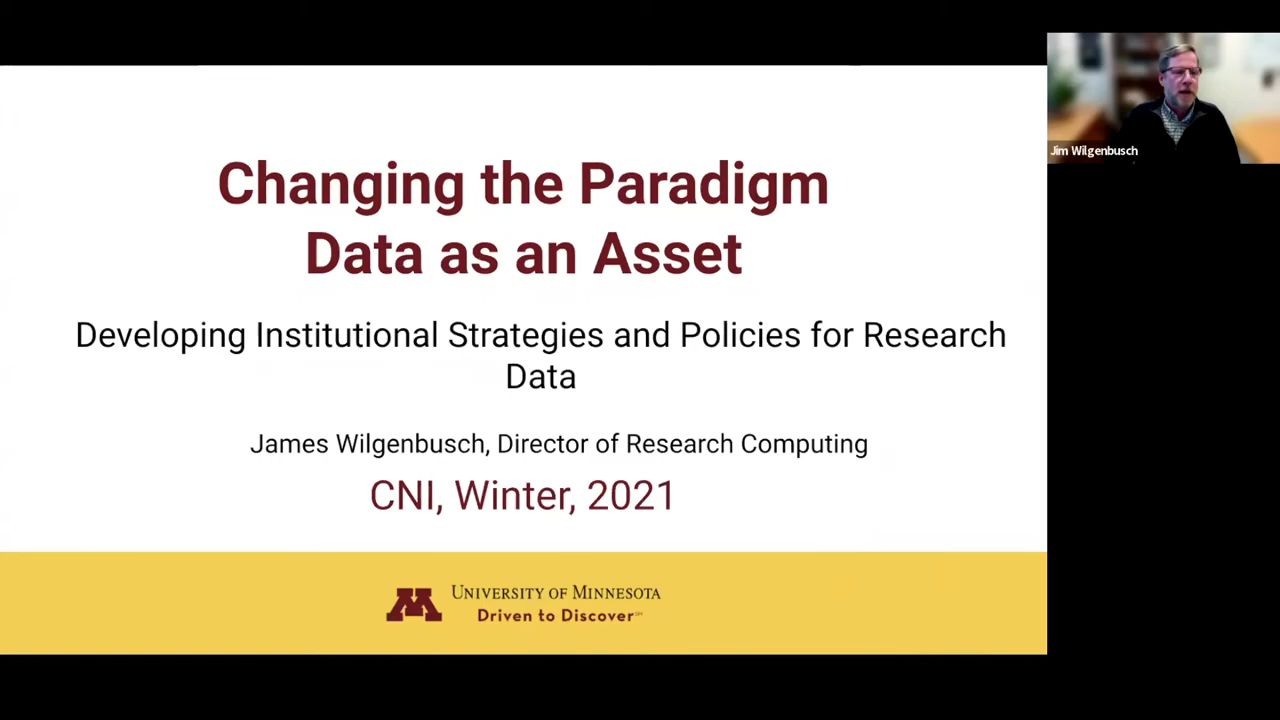 Changing the Paradigm
Data as an Asset
Developing Institutional Strategies and Policies for Research
Data
James Wilgenbusch, Director of Research Computing
CNI, Winter, 2021
UNIVERSITY OF MINNESOTA
Driven to Discover℠
Jim Wilgenbusch